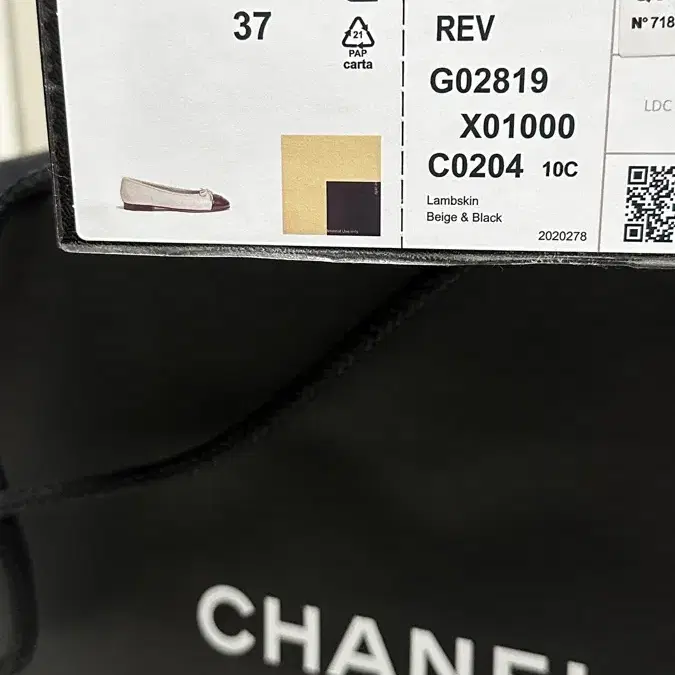 37
21
PAP
carta
REV
G02819
X01000
C0204 10C
Lambskin
Beige & Black
2020278
N° 718
LDC
CHANEL